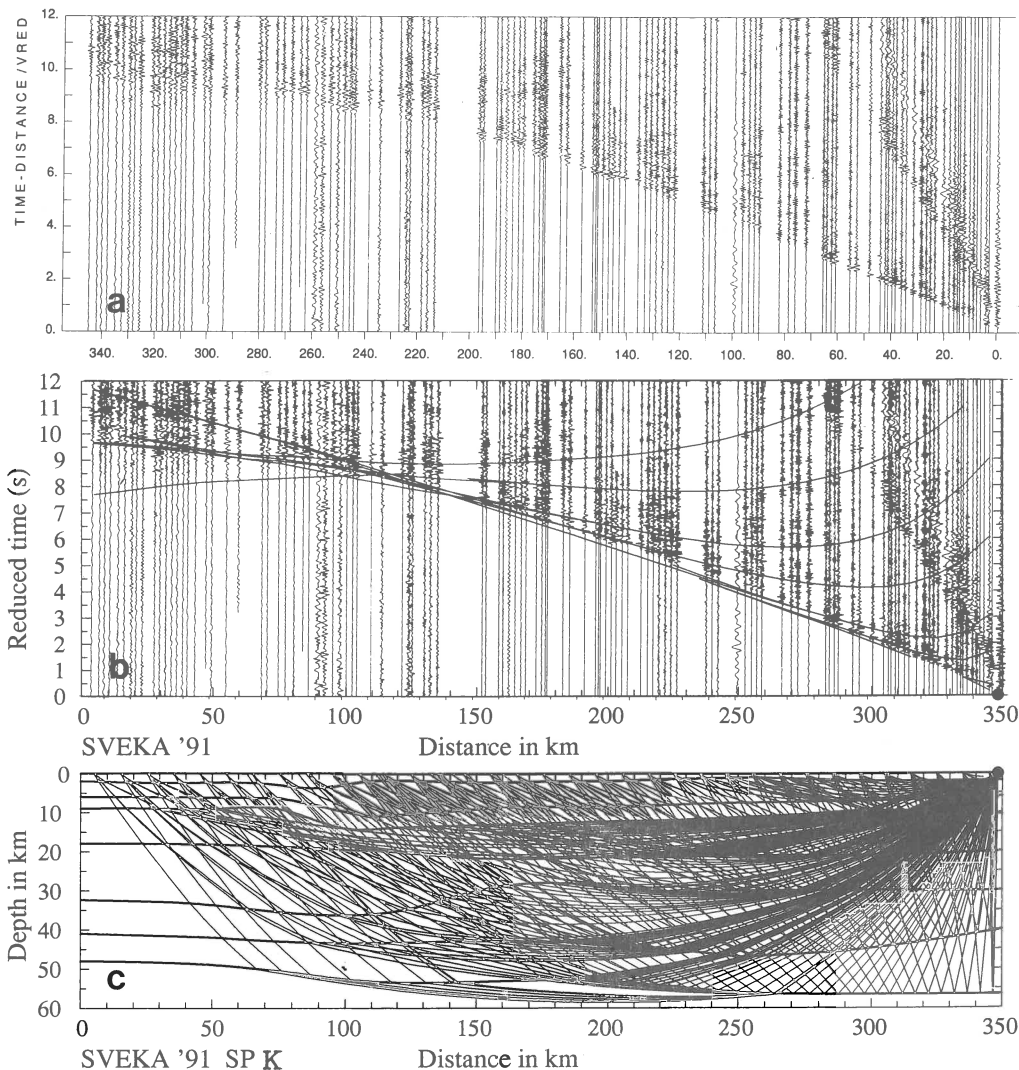 12.
10.
8.
6.
4.
2.
0.
TIME-DISTANCE/VRED
a
340. 320. 300. 280. 260. 240. 220. 200. 180. 160. 140. 120. 100. 80. 60. 40. 20. 0.
12
11
10
9
8
7
6
5
4
3
2
1
0
Reduced time (s)
b
0 50 100 150 200 250 300 350
SVEKA '91 Distance in km
0
10
20
30
40
50
60
Depth in km
c
0 50 100 150 200 250 300 350
SVEKA '91 SP K Distance in km